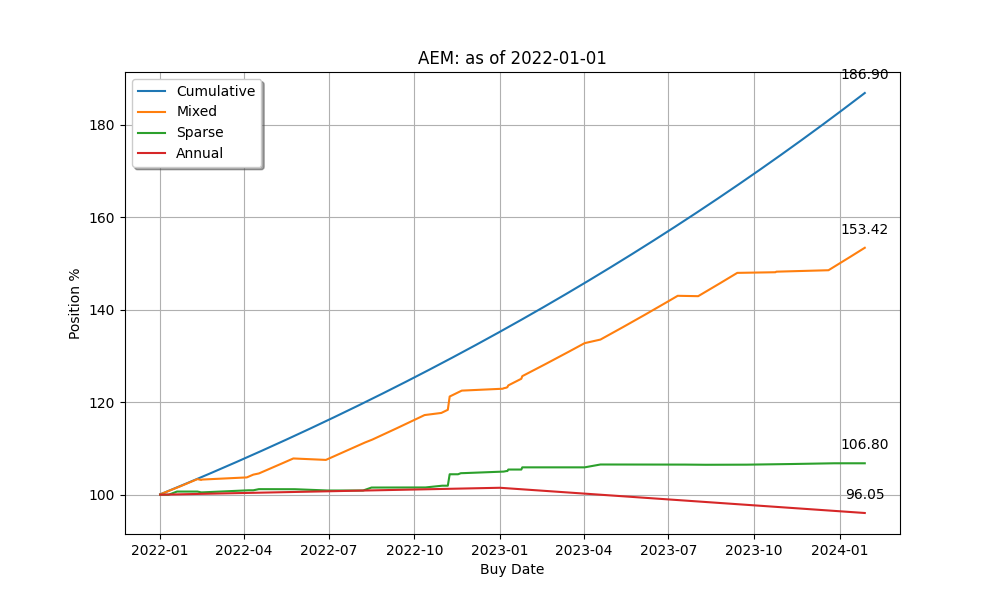 AEM: as of 2022-01-01
Cumulative
Mixed
Sparse
Annual
186.90
153.42
106.80
96.05
Position %
180
160
140
120
100
2022-01 2022-04 2022-07 2022-10 2023-01 2023-04 2023-07 2023-10 2024-01
Buy Date